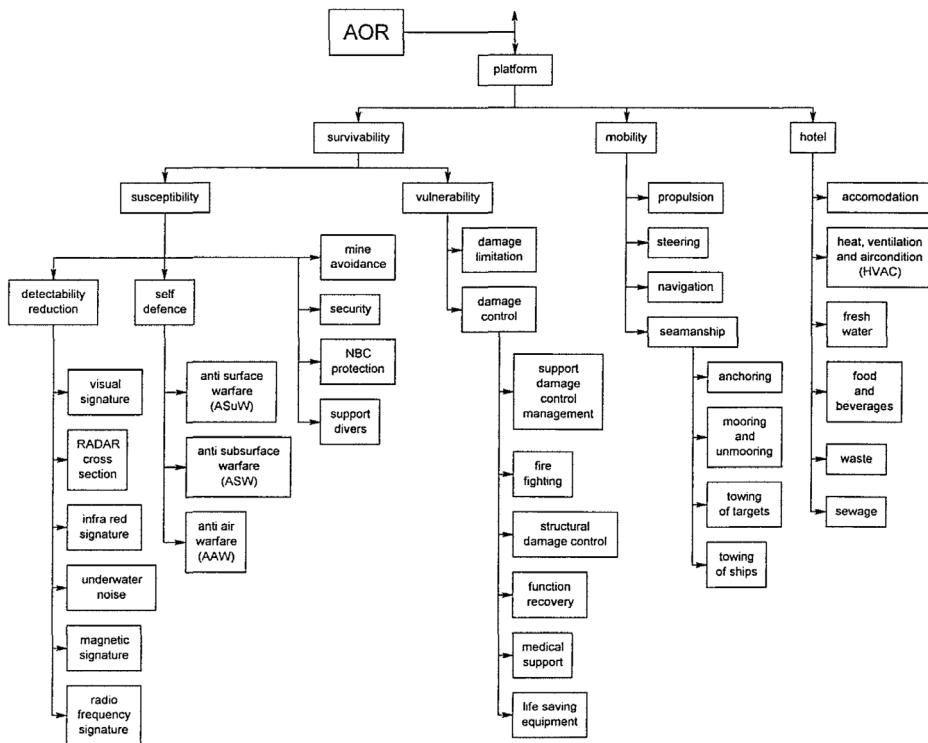 AOR
platform
survivability
mobility
hotel
susceptibility
vulnerability
propulsion
accomodation
damage
limitation
steering
mine
avoidance
heat, ventilation
and aircondition
(HVAC)
detectability
reduction
self
defence
damage
control
navigation
security
fresh
water
seamanship
NBC
protection
support
damage
control
management
anchoring
food
and
beverages
visual
signature
anti surface
warfare
(ASuW)
support
divers
mooring
and
unmooring
RADAR
cross
section
anti subsurface
warfare
(ASW)
fire
fighting
waste
towing
of targets
sewage
infra red
signature
anti air
warfare
(AAW)
structural
damage control
towing
of ships
underwater
noise
function
recovery
magnetic
signature
medical
support
radio
frequency
signature
life saving
equipment